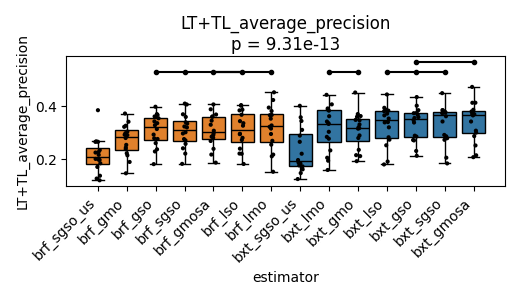 LT+TL_average_precision
p = 9.31e-13
LT+TL_average_precision
0.4
0.2
brf_sgso_us
brf_gmo
brf_gso
brf_sgso
brf_gmosa
brf_lso
brf_lmo
bxt_sgso_us
bxt_lmo
bxt_gmo
bxt_lso
bxt_gso
bxt_sgso
bxt_gmosa
estimator